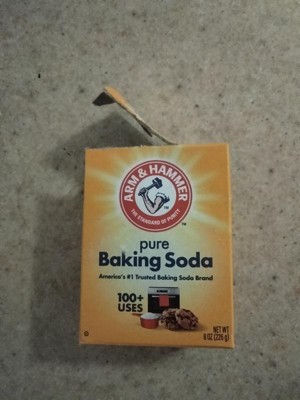 ARM & HAMMER
THE STANDARD OF PURITY
pure
Baking Soda
America's #1 Trusted Baking Soda Brand
100+
USES
NET WT
8 OZ (226g)